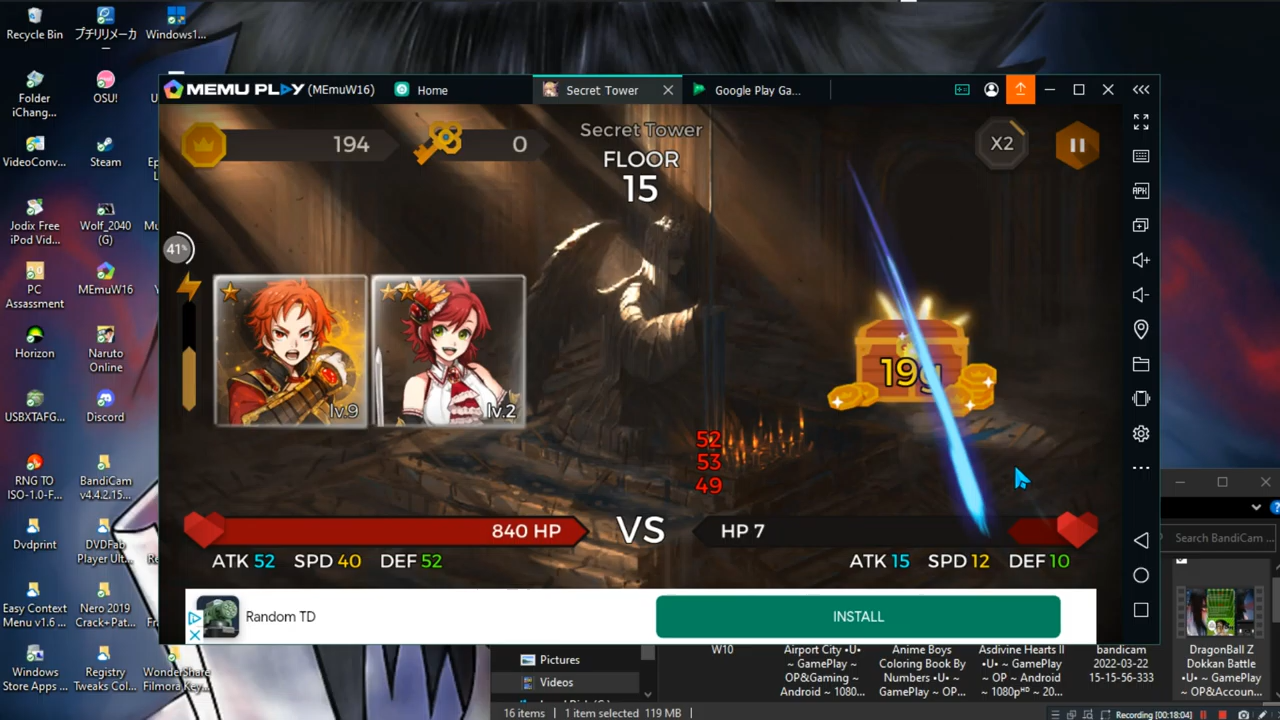 Recycle Bin
プチリリメーカー
Windows1...
Folder iChang...
OSU!
VideoConv...
Steam
Jodix Free iPod Vid...
Wolf_2040 (G)
PC Assassment
MEmuW16
Horizon
Naruto Online
USBXTAFG...
Discord
RNG TO ISO-1.0-F...
BandiCam v4.4.2.15...
Dvdprint
DVDFab Player Ult...
Easy Context Menu v1.6 ...
Nero 2019 Crack+Pat...
Windows Store Apps ...
Registry Tweaks Col...
WonderShare Filmora Key...
MEMU PLAY (MEmuW16)
Home
Secret Tower
Google Play Ga...
194
0
Secret Tower
FLOOR
15
X2
41%
lv.9
lv.2
19g
52
53
49
840 HP
VS
HP 7
ATK 52 SPD 40 DEF 52
ATK 15 SPD 12 DEF 10
Random TD
INSTALL
APK
Search BandiCam ...
Pictures
Videos
W10
Airport City •U• ~ GamePlay ~ OP&Gaming ~ Android ~ 1080...
Anime Boys Coloring Book By Numbers •U• ~ GamePlay ~ OP...
Asdivine Hearts II •U• ~ GamePlay ~ OP ~ Android ~ 1080pᴴᴰ ~ 20...
bandicam 2022-03-22 15-15-56-333
DragonBall Z Dokkan Battle •U• ~ GamePlay ~ OP&Accoun...
16 items
1 item selected 119 MB
Recording [00:18:04]